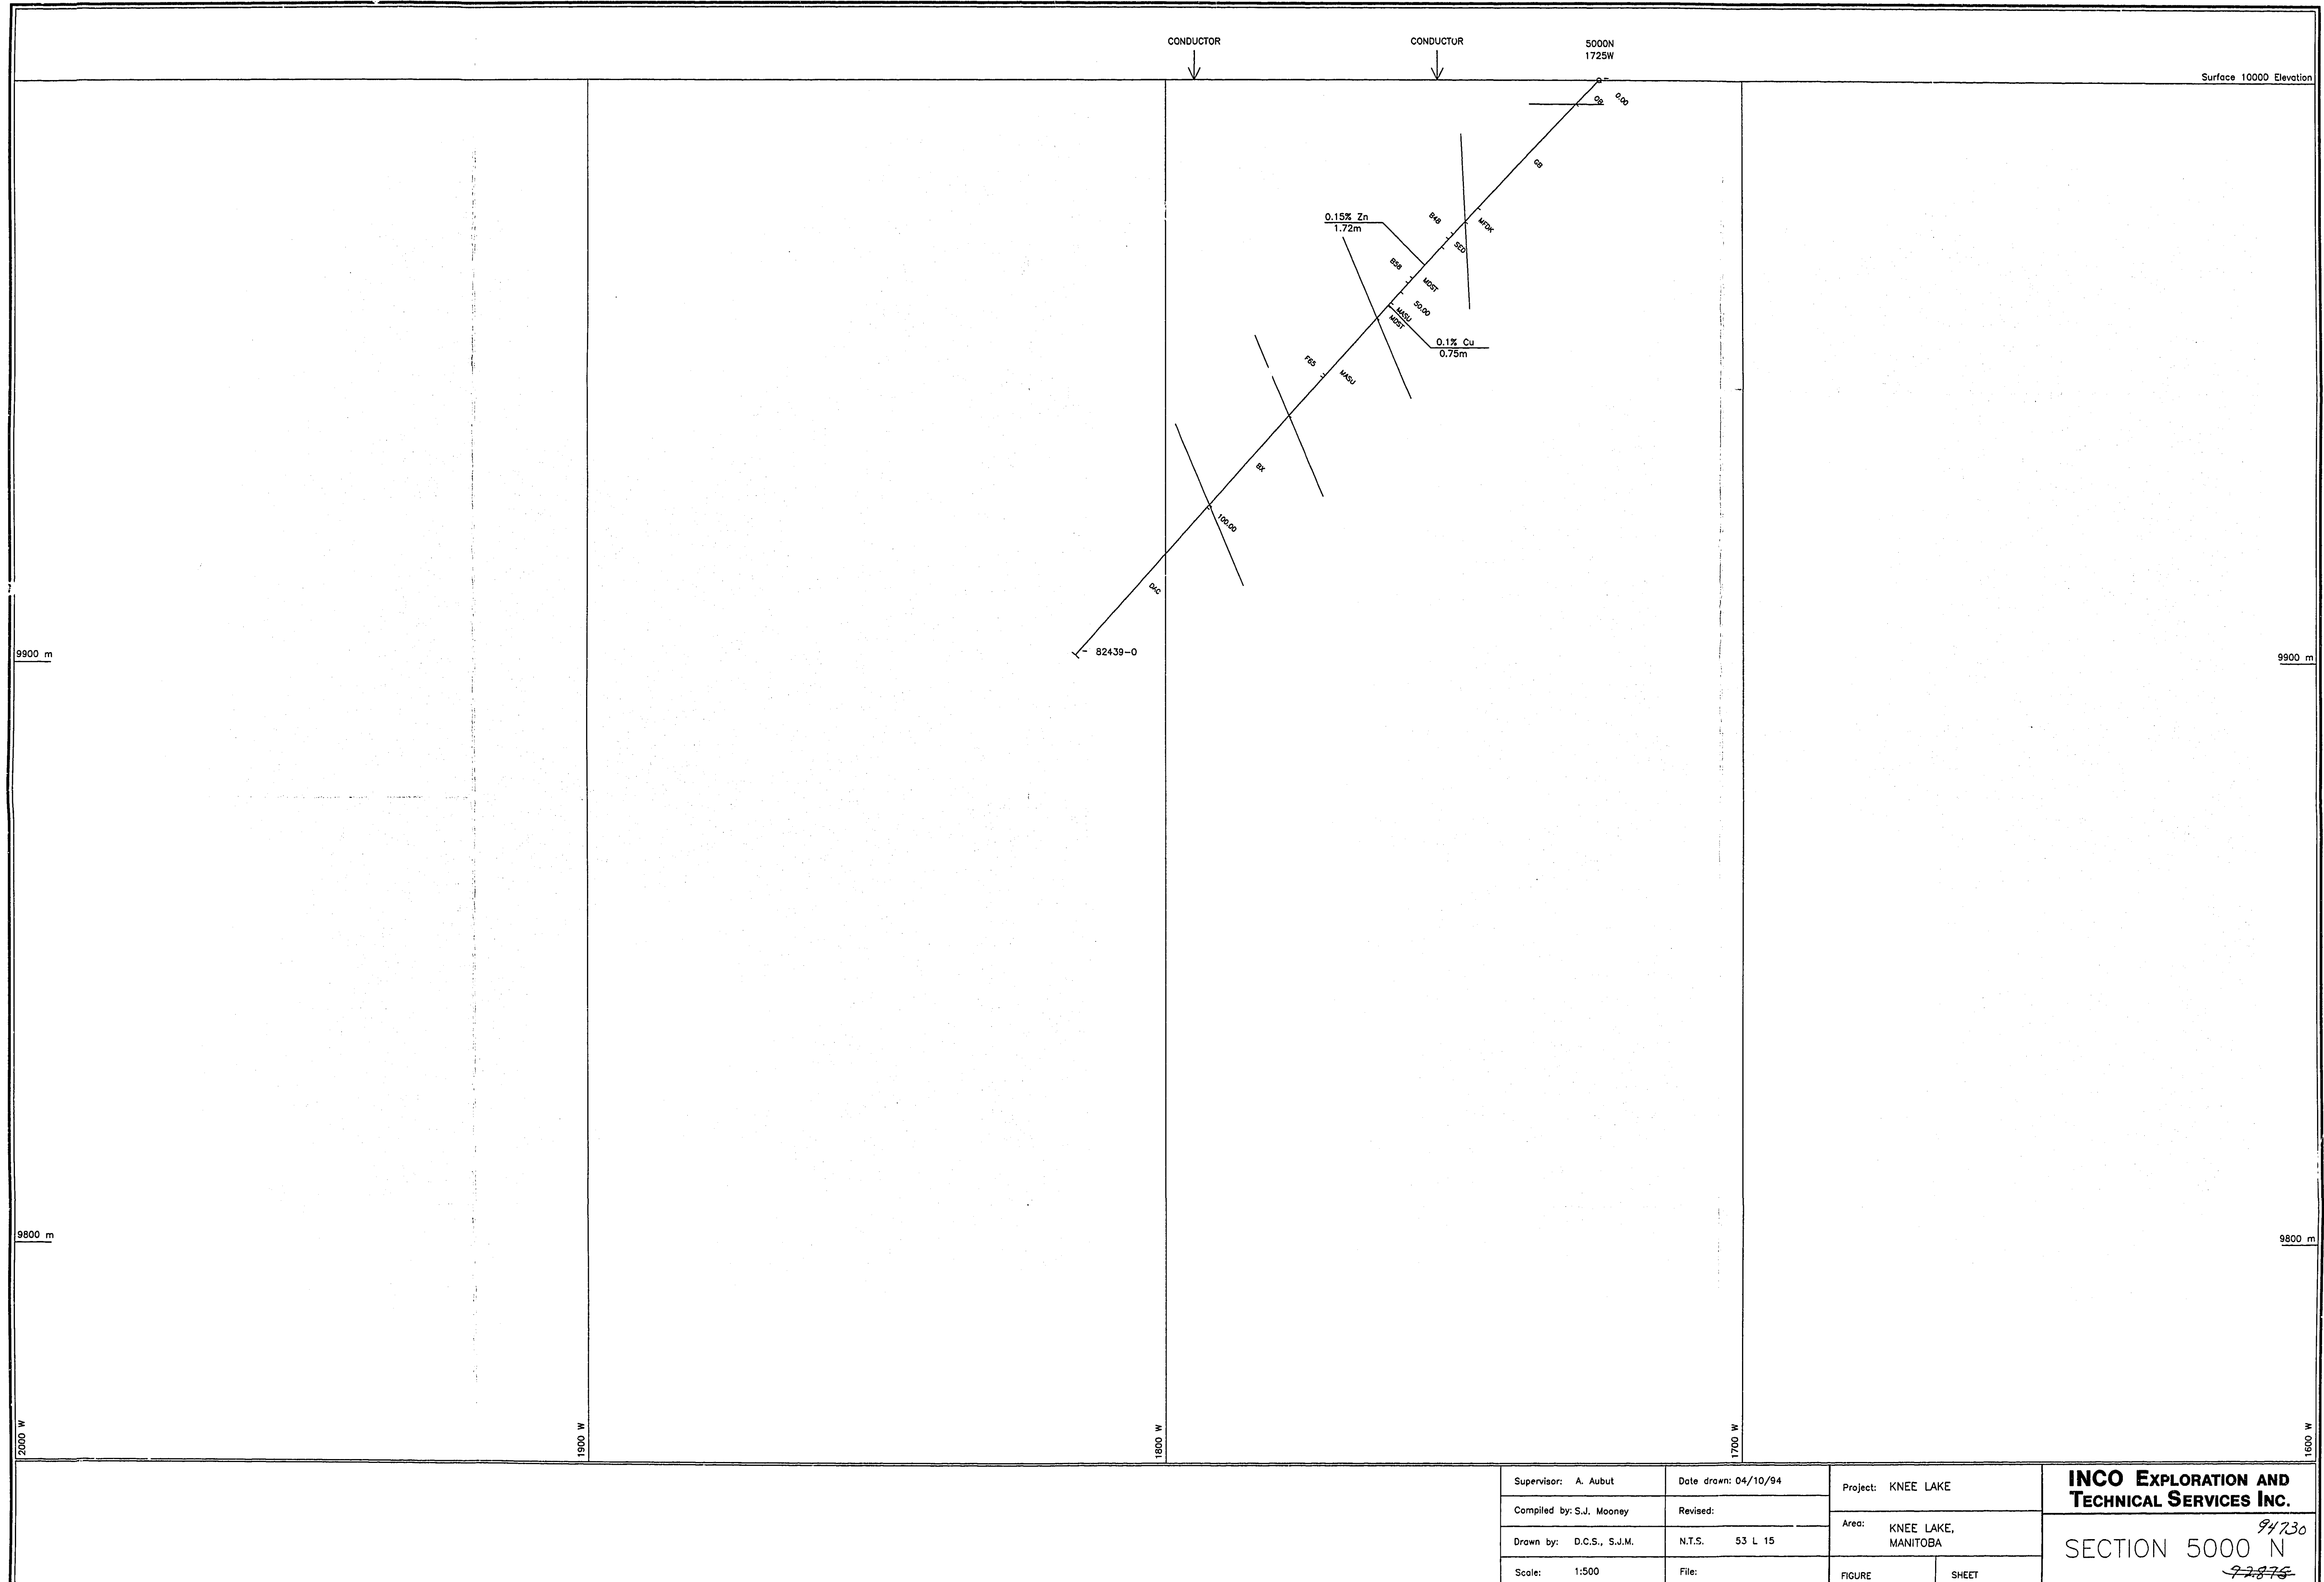 CONDUCTOR
CONDUCTOR
5000N
1725W
Surface 10000 Elevation
0.00
OB
GB
0.15% Zn
1.72m
B48
MFDK
SED
B58
MDST
50.00
MASU
MDST
0.1% Cu
0.75m
F65
MASU
BX
100.00
DAC
82439-0
9900 m
9900 m
9800 m
9800 m
2000 W
1900 W
1800 W
1700 W
1600 W
Supervisor: A. Aubut
Date drawn: 04/10/94
Project: KNEE LAKE
INCO EXPLORATION AND
TECHNICAL SERVICES INC.
Compiled by: S.J. Mooney
Revised:
Area: KNEE LAKE,
MANITOBA
94730
Drawn by: D.C.S., S.J.M.
N.T.S. 53 L 15
SECTION 5000 N
Scale: 1:500
File:
FIGURE
SHEET